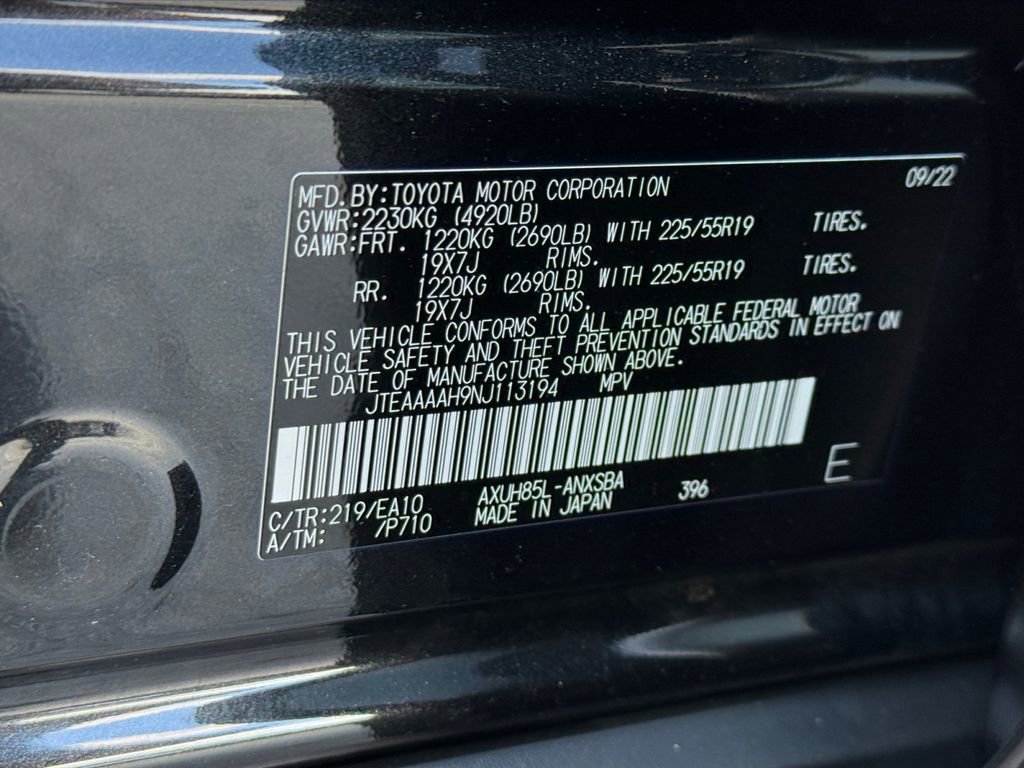 MFD.BY:TOYOTA MOTOR CORPORATION 09/22
GVWR:2230KG (4920LB)
GAWR:FRT. 1220KG (2690LB) WITH 225/55R19 TIRES.
19X7J RIMS.
RR. 1220KG (2690LB) WITH 225/55R19 TIRES.
19X7J RIMS.
THIS VEHICLE CONFORMS TO ALL APPLICABLE FEDERAL MOTOR
VEHICLE SAFETY AND THEFT PREVENTION STANDARDS IN EFFECT ON
THE DATE OF MANUFACTURE SHOWN ABOVE.
JTEAAAAH9NJ113194 MPV
C/TR:219/EA10 AXUH85L-ANXSBA 396 E
A/TM: /P710 MADE IN JAPAN